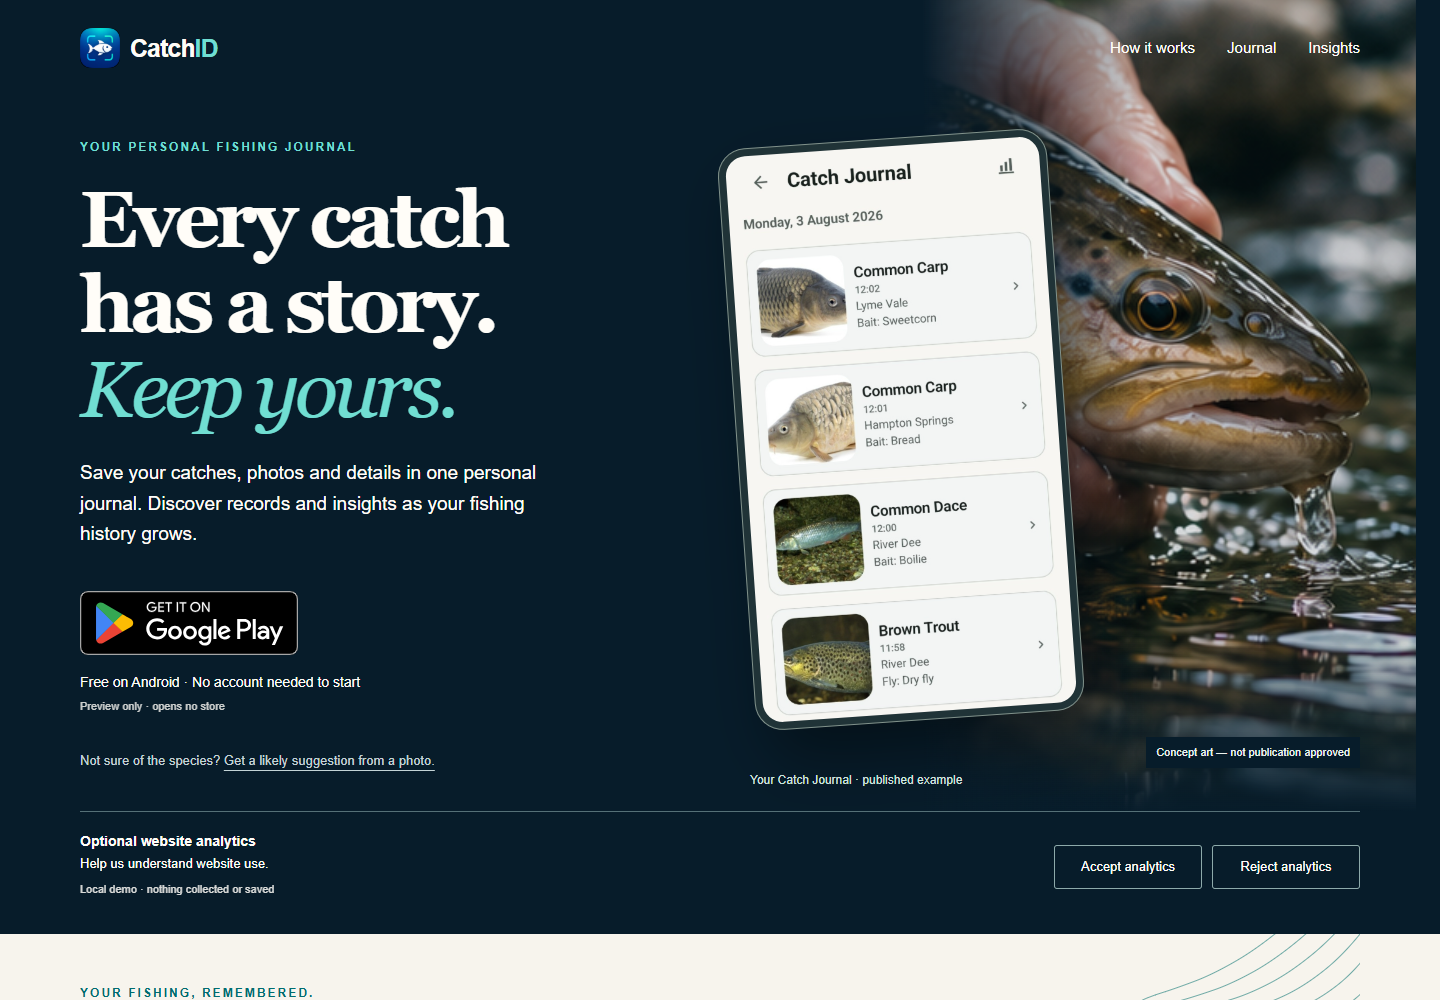 CatchID
How it works
Journal
Insights
YOUR PERSONAL FISHING JOURNAL
Every catch
has a story.
Keep yours.
Save your catches, photos and details in one personal
journal. Discover records and insights as your fishing
history grows.
GET IT ON
Google Play
Free on Android · No account needed to start
Preview only · opens no store
Not sure of the species? Get a likely suggestion from a photo.
Catch Journal
Monday, 3 August 2026
Common Carp
12:02
Lyme Vale
Bait: Sweetcorn
Common Carp
12:01
Hampton Springs
Bait: Bread
Common Dace
12:00
River Dee
Bait: Boilie
Brown Trout
11:58
River Dee
Fly: Dry fly
Concept art — not publication approved
Your Catch Journal · published example
Optional website analytics
Help us understand website use.
Local demo · nothing collected or saved
Accept analytics
Reject analytics
YOUR FISHING, REMEMBERED.